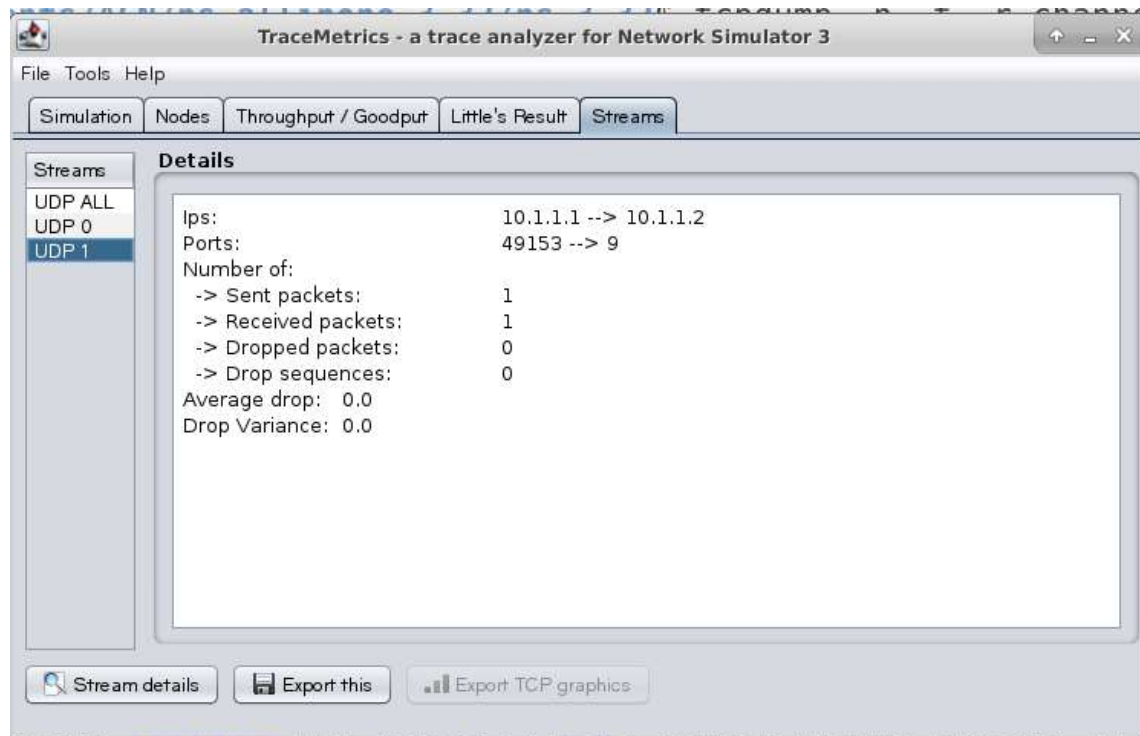 TraceMetrics - a trace analyzer for Network Simulator 3
File Tools Help
Simulation Nodes Throughput / Goodput Little's Result Streams
Streams
UDP ALL
UDP 0
UDP 1
Details
Ips: 10.1.1.1 --> 10.1.1.2
Ports: 49153 --> 9
Number of:
-> Sent packets: 1
-> Received packets: 1
-> Dropped packets: 0
-> Drop sequences: 0
Average drop: 0.0
Drop Variance: 0.0
Stream details Export this Export TCP graphics